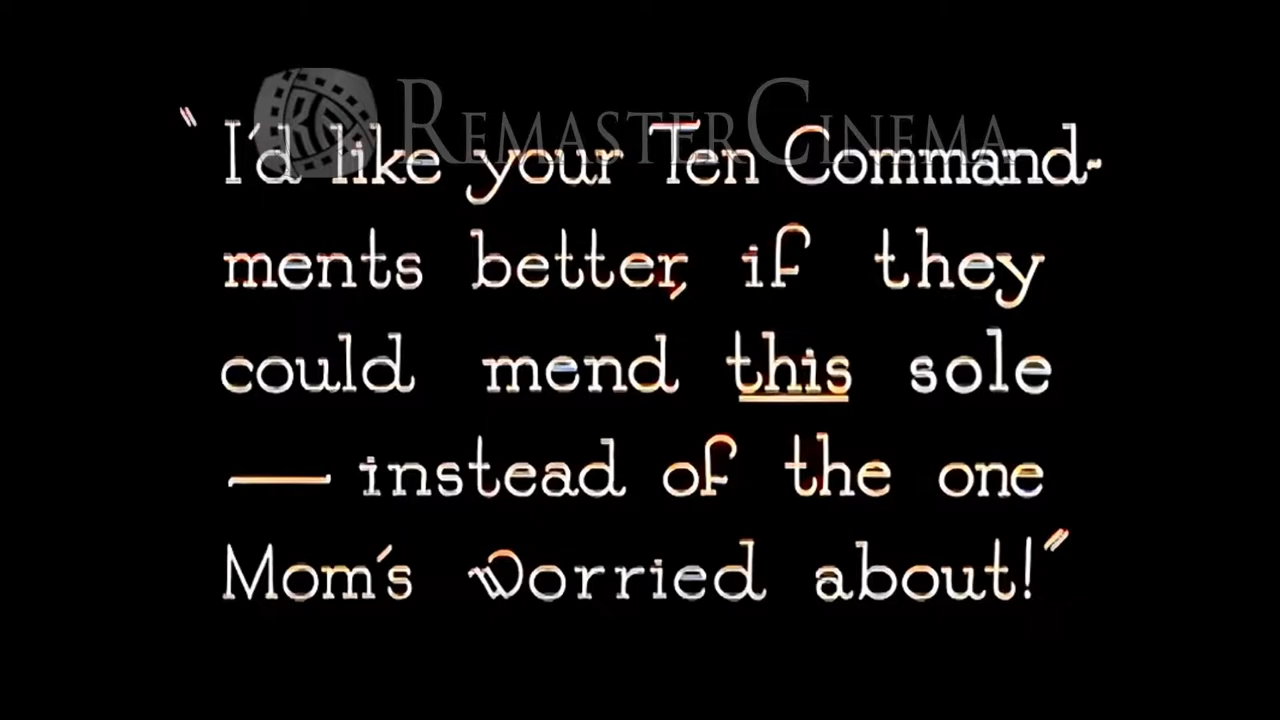 REMASTERCINEMA
"I'd like your Ten Command-
ments better, if they
could mend this sole
— instead of the one
Mom's worried about!"